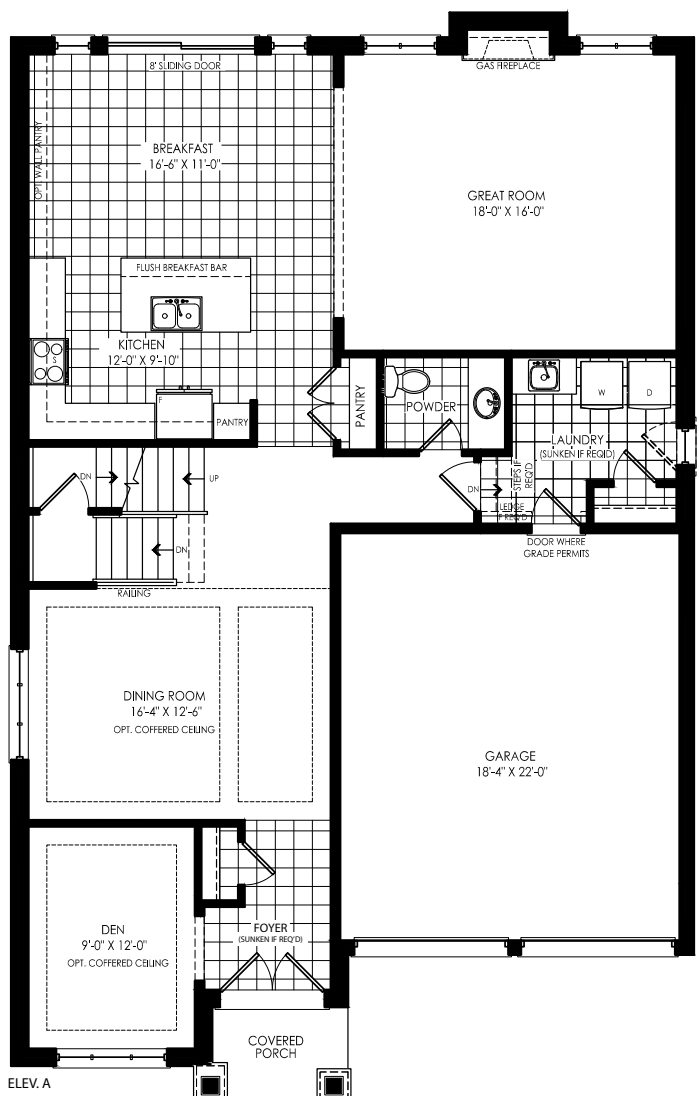 8' SLIDING DOOR
GAS FIREPLACE
OPT. WALL PANTRY
BREAKFAST
16'-6" X 11'-0"
GREAT ROOM
18'-0" X 16'-0"
FLUSH BREAKFAST BAR
KITCHEN
12'-0" X 9'-10"
S
F
PANTRY
PANTRY
POWDER
W
D
LAUNDRY
(SUNKEN IF REQ'D)
DN
UP
DN
STEPS IF
REQ'D
LEDGE
IF REQ'D
DN
DOOR WHERE
GRADE PERMITS
RAILING
DINING ROOM
16'-4" X 12'-6"
OPT. COFFERED CEILING
GARAGE
18'-4" X 22'-0"
DEN
9'-0" X 12'-0"
OPT. COFFERED CEILING
FOYER
(SUNKEN IF REQ'D)
COVERED
PORCH
ELEV. A